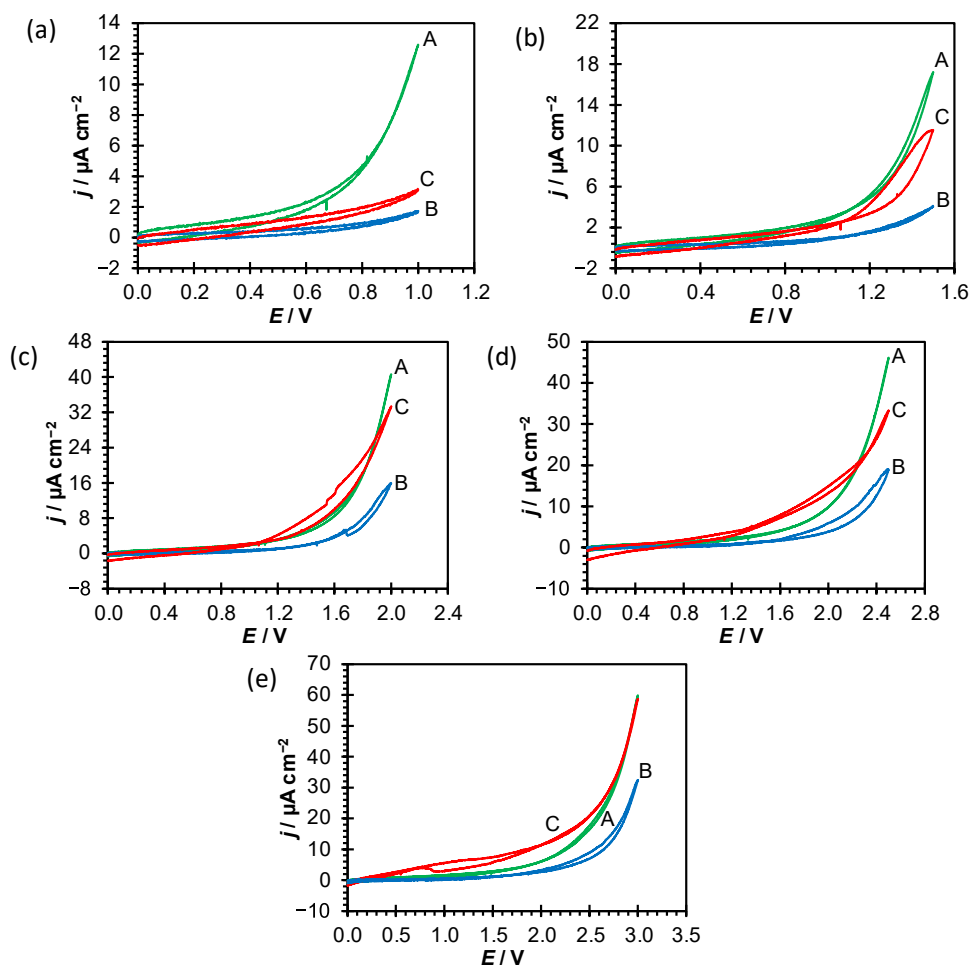 (a)
j / µA cm⁻²
14
12
10
8
6
4
2
0
−2
A
C
B
0.0 0.2 0.4 0.6 0.8 1.0 1.2
E / V
(b)
j / µA cm⁻²
22
18
14
10
6
2
−2
A
C
B
0.0 0.4 0.8 1.2 1.6
E / V
(c)
j / µA cm⁻²
48
40
32
24
16
8
0
−8
A
C
B
0.0 0.4 0.8 1.2 1.6 2.0 2.4
E / V
(d)
j / µA cm⁻²
50
40
30
20
10
0
−10
A
C
B
0.0 0.4 0.8 1.2 1.6 2.0 2.4 2.8
E / V
(e)
j / µA cm⁻²
70
60
50
40
30
20
10
0
−10
B
C
A
0.0 0.5 1.0 1.5 2.0 2.5 3.0 3.5
E / V